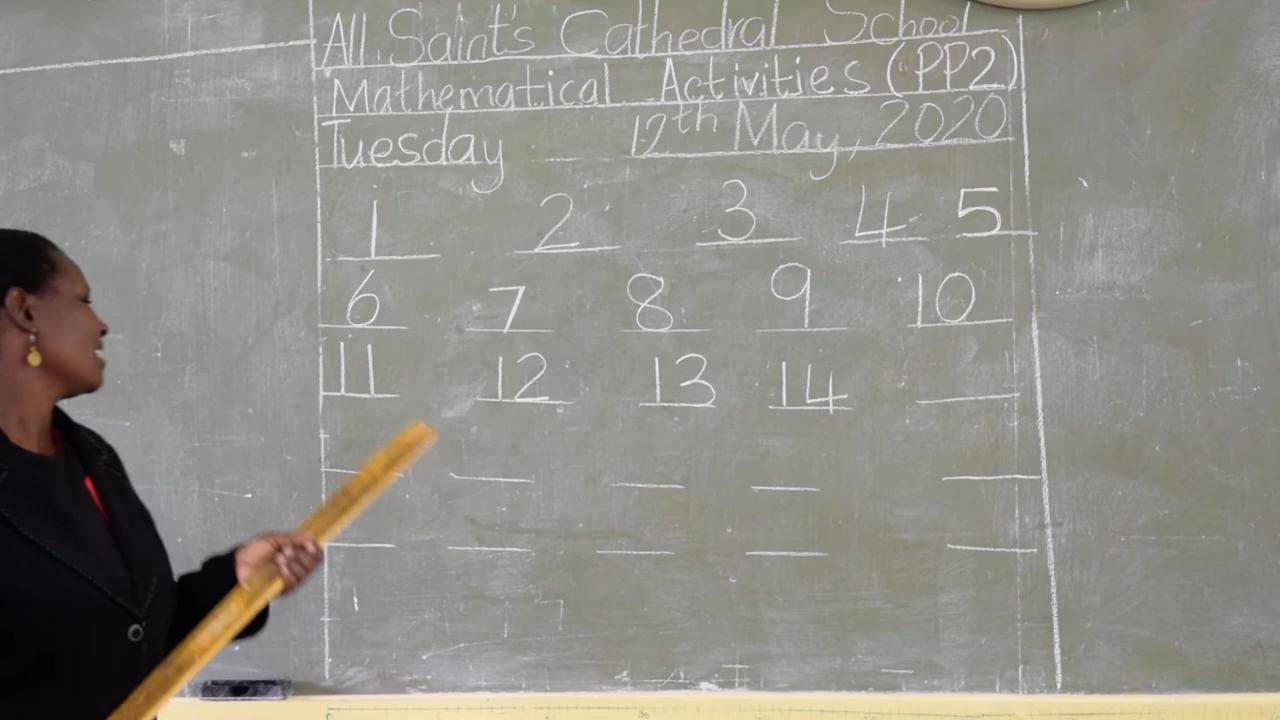 All Saint's Cathedral School
Mathematical Activities (PP2)
Tuesday 12th May, 2020
1 2 3 4 5
6 7 8 9 10
11 12 13 14